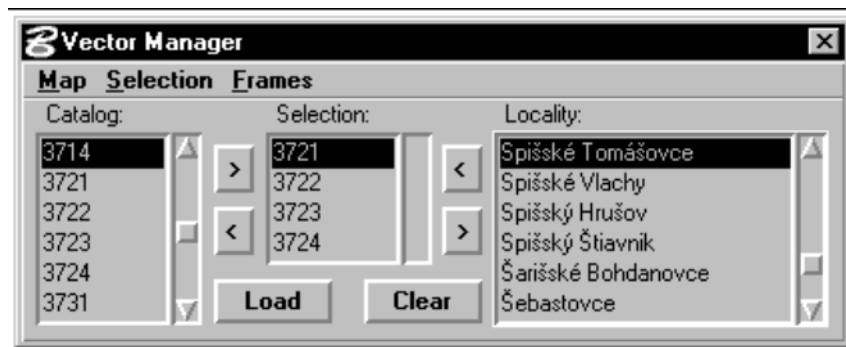 Vector Manager
Map Selection Frames
Catalog: Selection: Locality:
3714
3721
3722
3723
3724
3731
>
<
3721
3722
3723
3724
<
>
Load Clear
Spišské Tomášovce
Spišské Vlachy
Spišský Hrušov
Spišský Štiavnik
Šarišské Bohdanovce
Šebastovce